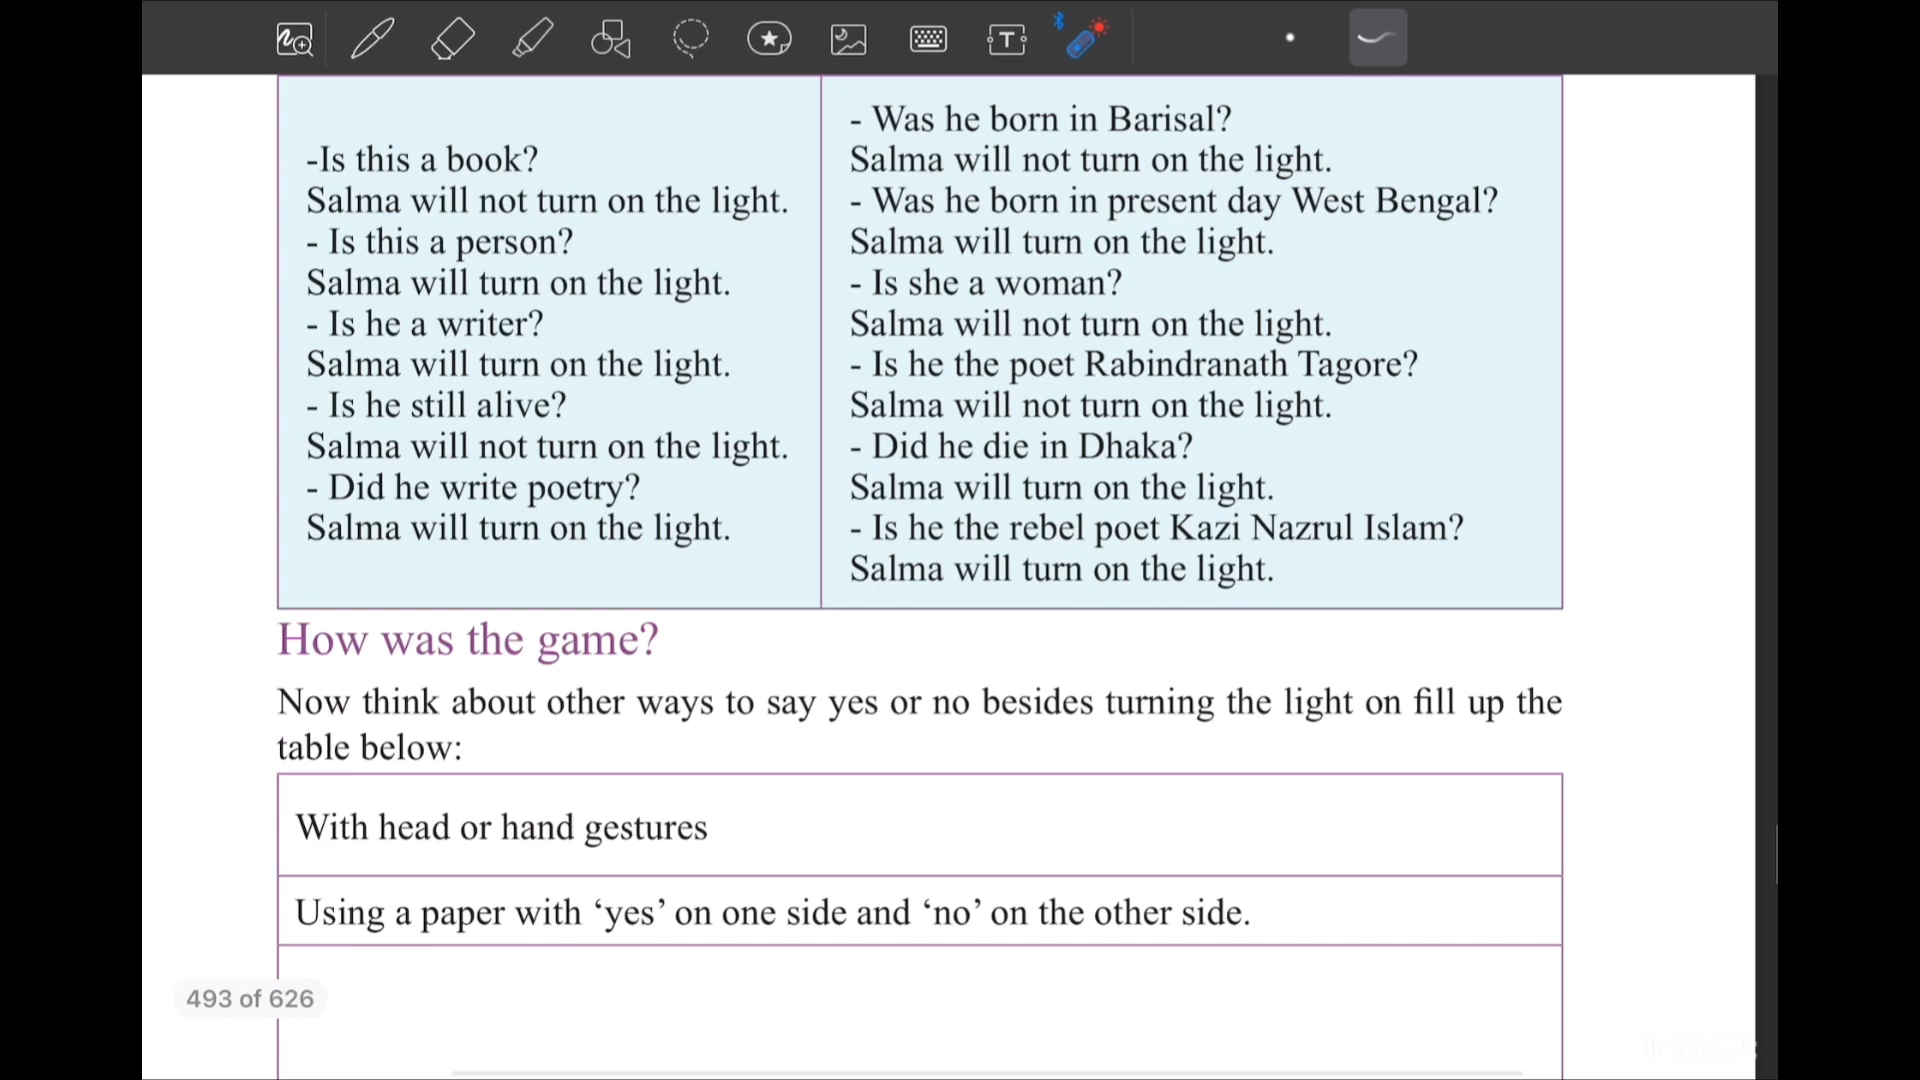 -Is this a book?
Salma will not turn on the light.
- Is this a person?
Salma will turn on the light.
- Is he a writer?
Salma will turn on the light.
- Is he still alive?
Salma will not turn on the light.
- Did he write poetry?
Salma will turn on the light.
- Was he born in Barisal?
Salma will not turn on the light.
- Was he born in present day West Bengal?
Salma will turn on the light.
- Is she a woman?
Salma will not turn on the light.
- Is he the poet Rabindranath Tagore?
Salma will not turn on the light.
- Did he die in Dhaka?
Salma will turn on the light.
- Is he the rebel poet Kazi Nazrul Islam?
Salma will turn on the light.
How was the game?
Now think about other ways to say yes or no besides turning the light on fill up the
table below:
With head or hand gestures
Using a paper with ‘yes’ on one side and ‘no’ on the other side.
493 of 626